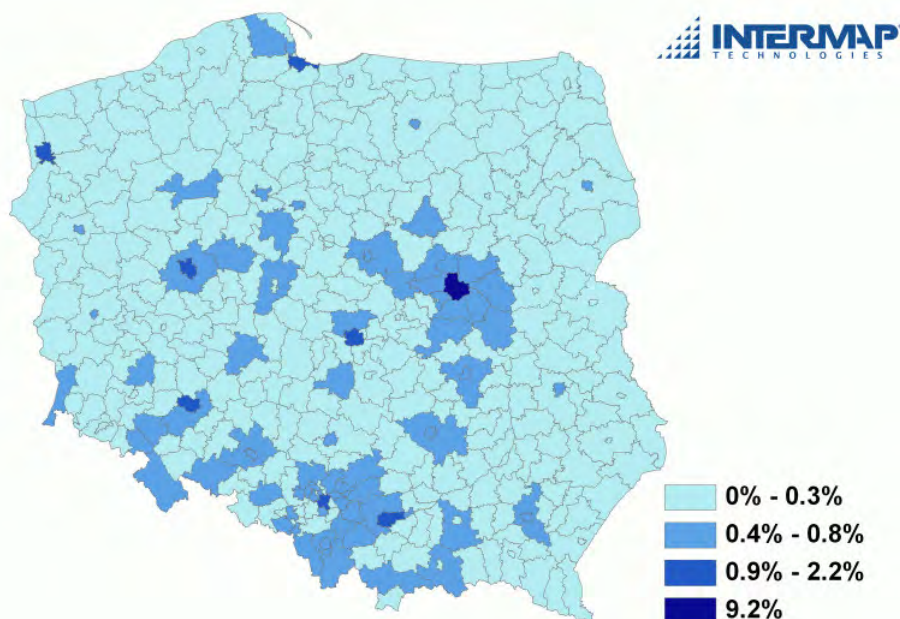 INTERMAP
TECHNOLOGIES
0% - 0.3%
0.4% - 0.8%
0.9% - 2.2%
9.2%